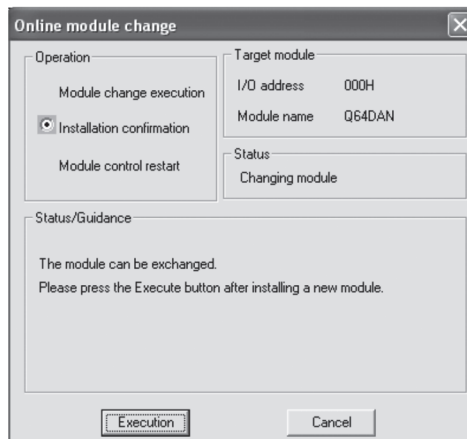 Online module change
Operation
Module change execution
Installation confirmation
Module control restart
Target module
I/O address 000H
Module name Q64DAN
Status
Changing module
Status/Guidance
The module can be exchanged.
Please press the Execute button after installing a new module.
Execution
Cancel